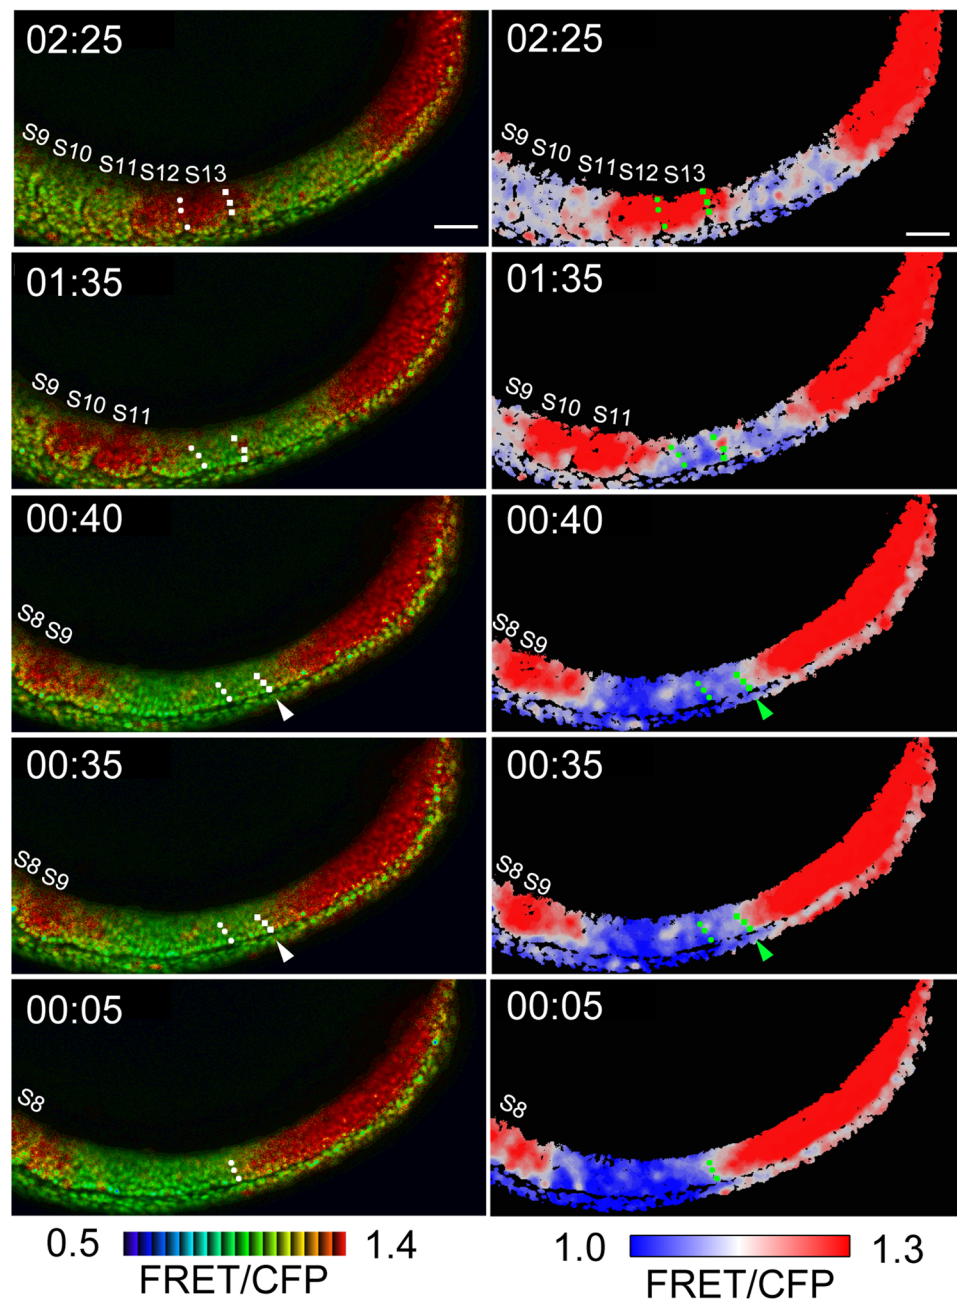 02:25 02:25
S9 S10 S11 S12 S13 S9 S10 S11 S12 S13
01:35 01:35
S9 S10 S11 S9 S10 S11
00:40 00:40
S8 S9 S8 S9
00:35 00:35
S8 S9 S8 S9
00:05 00:05
S8 S8
0.5 1.4 1.0 1.3
FRET/CFP FRET/CFP